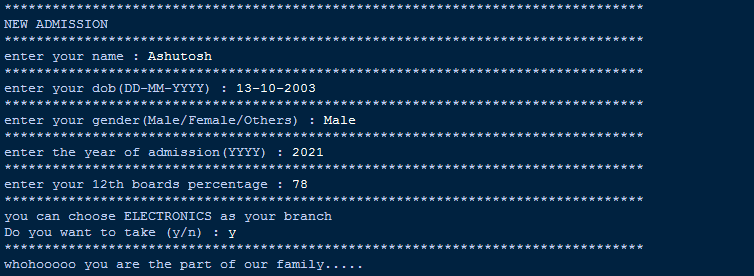 ********************************************************************************
NEW ADMISSION
********************************************************************************
enter your name : Ashutosh
********************************************************************************
enter your dob(DD-MM-YYYY) : 13-10-2003
********************************************************************************
enter your gender(Male/Female/Others) : Male
********************************************************************************
enter the year of admission(YYYY) : 2021
********************************************************************************
enter your 12th boards percentage : 78
********************************************************************************
you can choose ELECTRONICS as your branch
Do you want to take (y/n) : y
********************************************************************************
whohooooo you are the part of our family.....